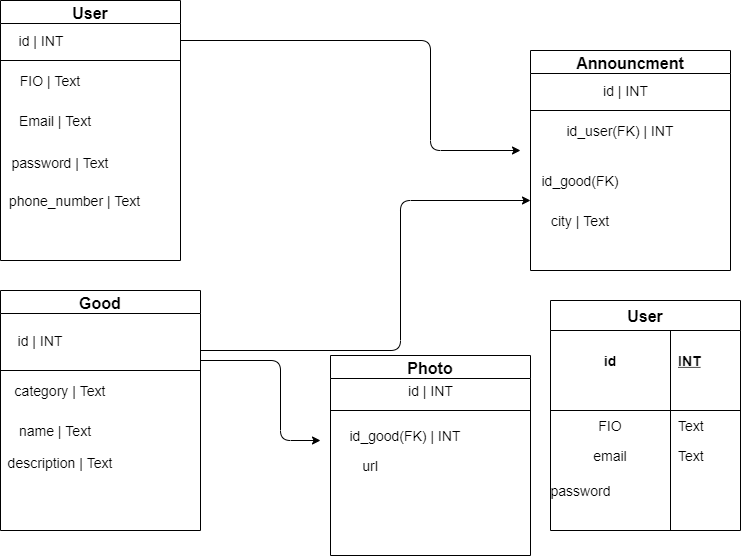 User
id | INT
FIO | Text
Email | Text
password | Text
phone_number | Text
Announcment
id | INT
id_user(FK) | INT
id_good(FK)
city | Text
Good
id | INT
category | Text
name | Text
description | Text
Photo
id | INT
id_good(FK) | INT
url
User
id INT
FIO Text
email Text
password